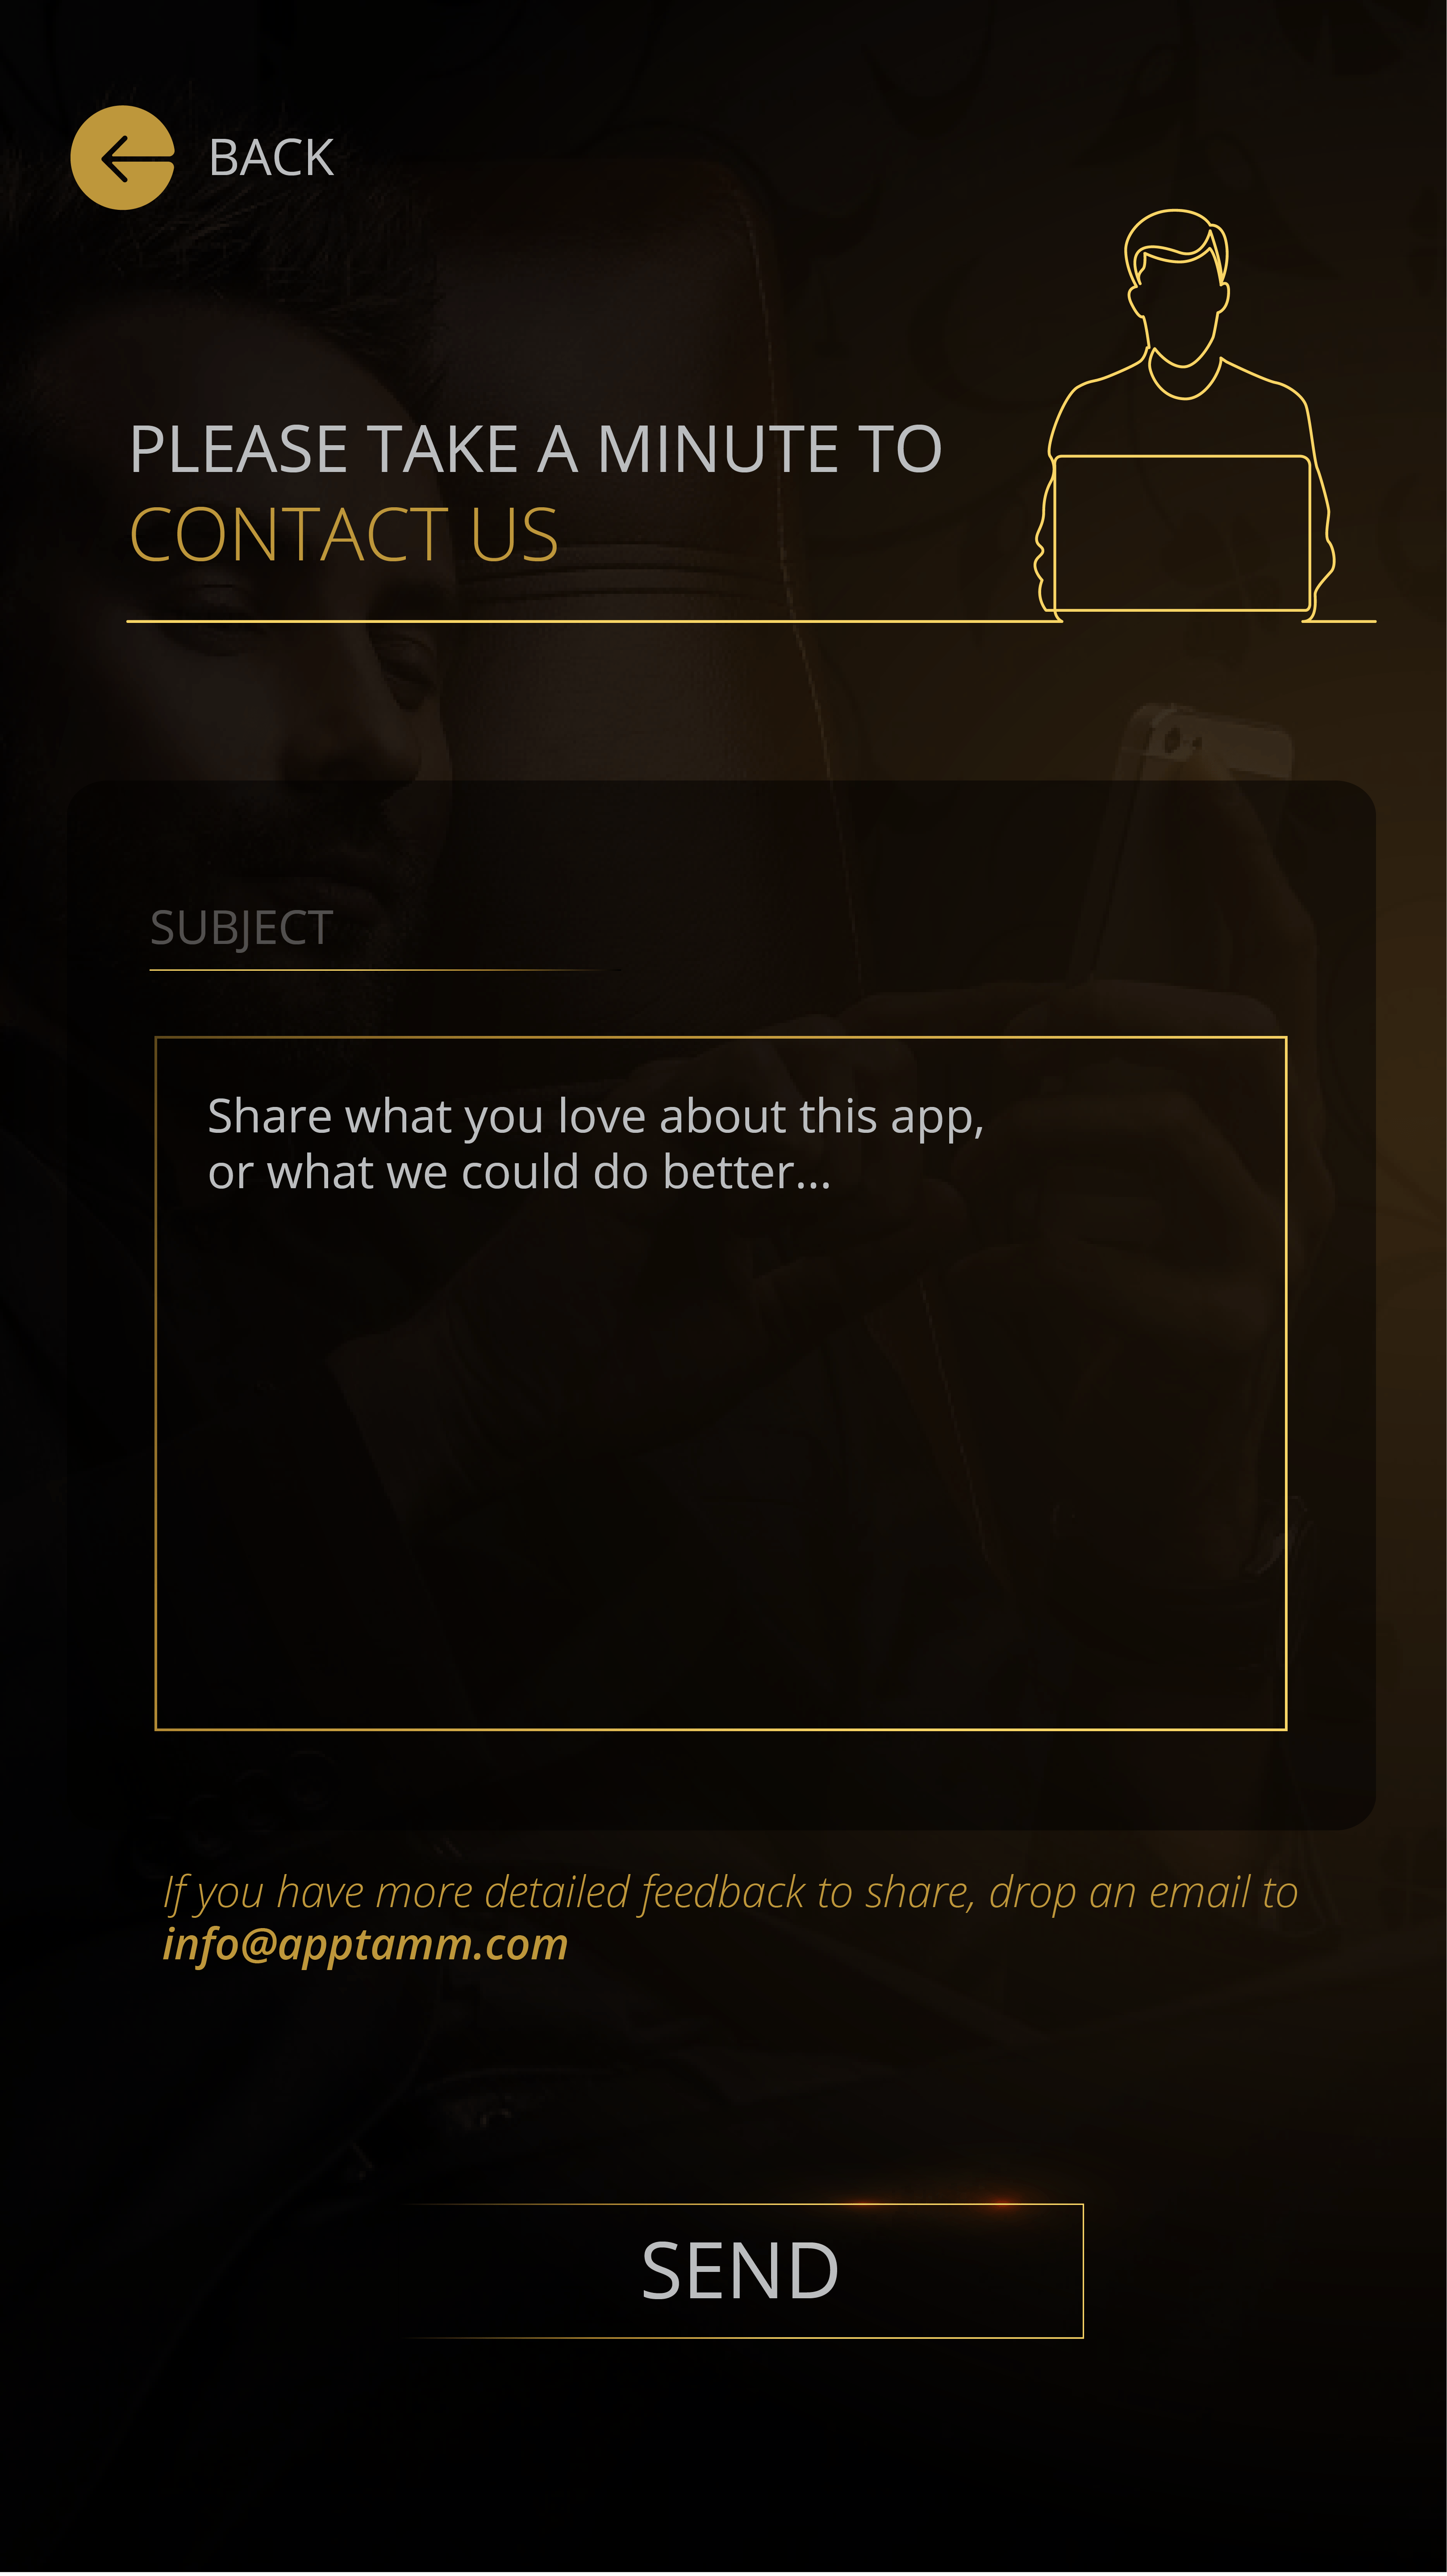 BACK
PLEASE TAKE A MINUTE TO
CONTACT US
SUBJECT
Share what you love about this app,
or what we could do better...
If you have more detailed feedback to share, drop an email to
info@apptamm.com
SEND